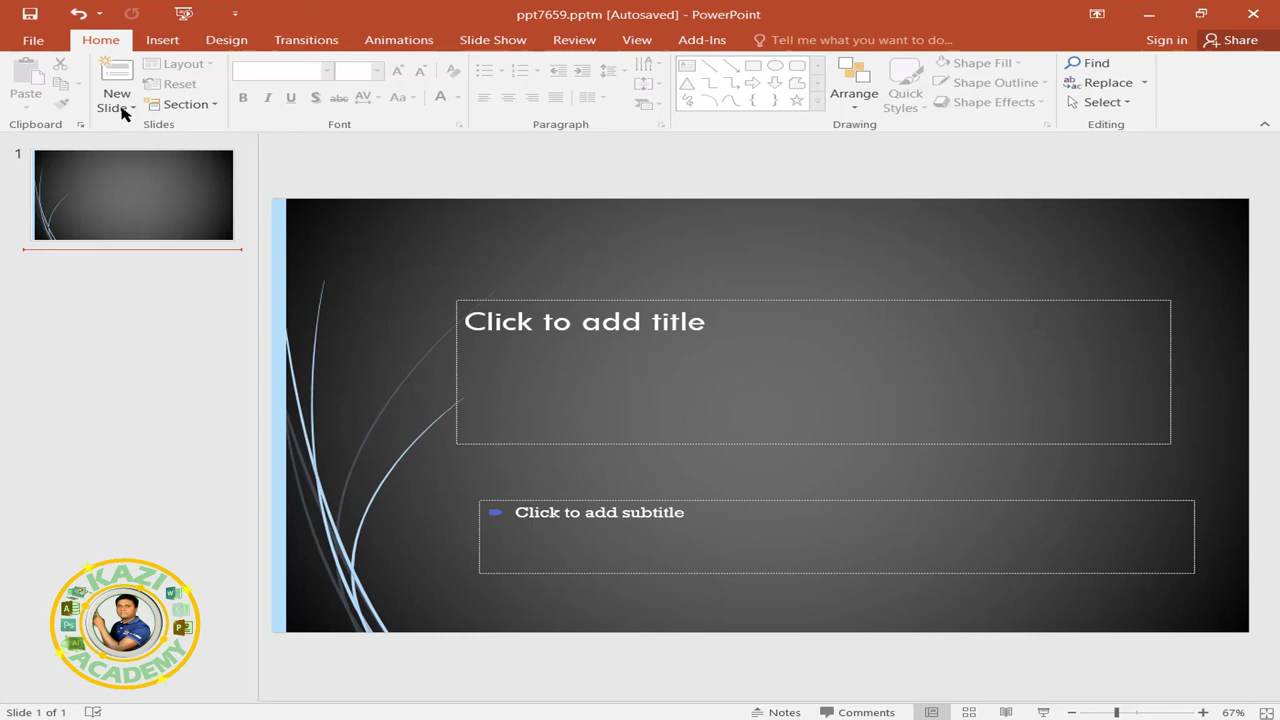 ppt7659.pptm [Autosaved] - PowerPoint
File Home Insert Design Transitions Animations Slide Show Review View Add-Ins Tell me what you want to do... Sign in Share
Paste
New Slide
Layout
Reset
Section
B I U S abc AV Aa A
Arrange
Quick Styles
Shape Fill
Shape Outline
Shape Effects
Find
Replace
Select
Clipboard Slides Font Paragraph Drawing Editing
1
Click to add title
Click to add subtitle
KAZI
ACADEMY
Slide 1 of 1 Notes Comments 67%